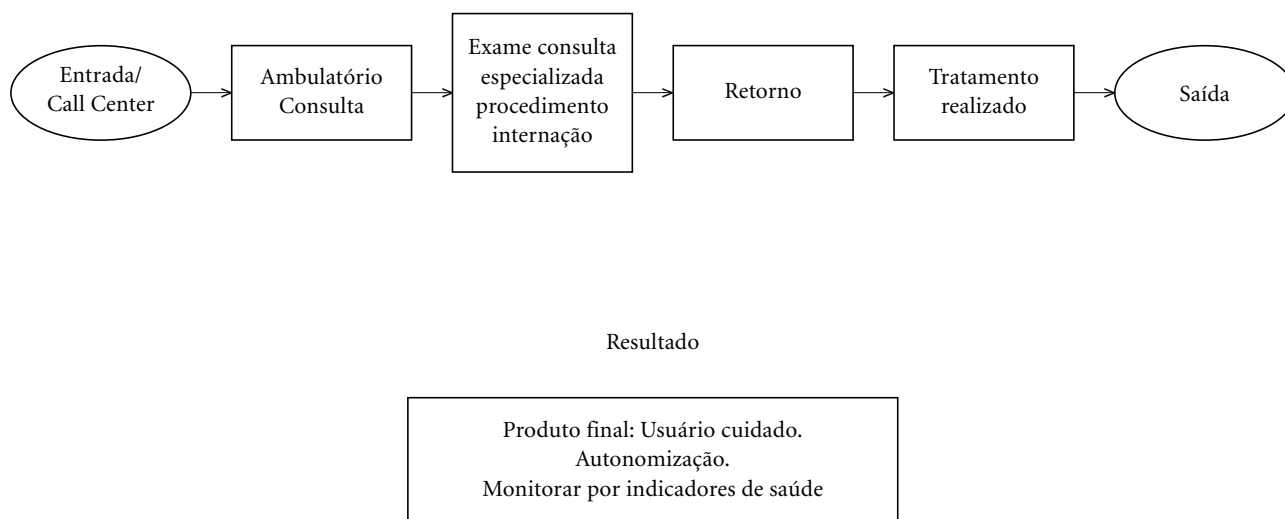 Entrada/
Call Center
Ambulatório
Consulta
Exame consulta
especializada
procedimento
internação
Retorno
Tratamento
realizado
Saída
Resultado
Produto final: Usuário cuidado.
Autonomização.
Monitorar por indicadores de saúde